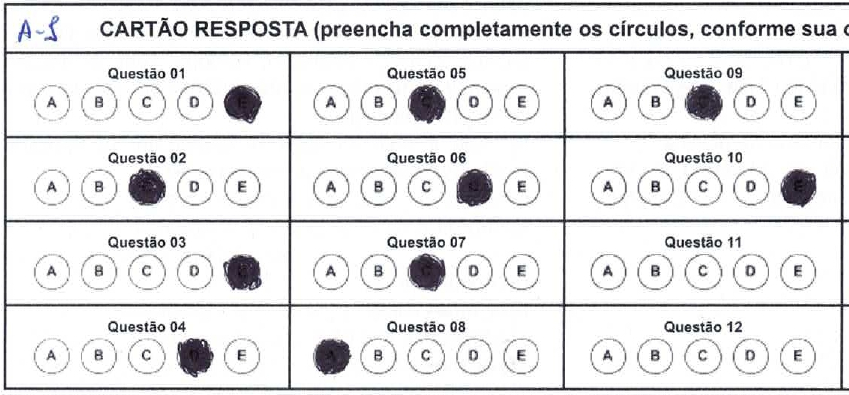 A-S CARTÃO RESPOSTA (preencha completamente os círculos, conforme sua
Questão 01 Questão 05 Questão 09
A B C D E A B C D E A B C D E
Questão 02 Questão 06 Questão 10
A B C D E A B C D E A B C D E
Questão 03 Questão 07 Questão 11
A B C D E A B C D E A B C D E
Questão 04 Questão 08 Questão 12
A B C D E A B C D E A B C D E